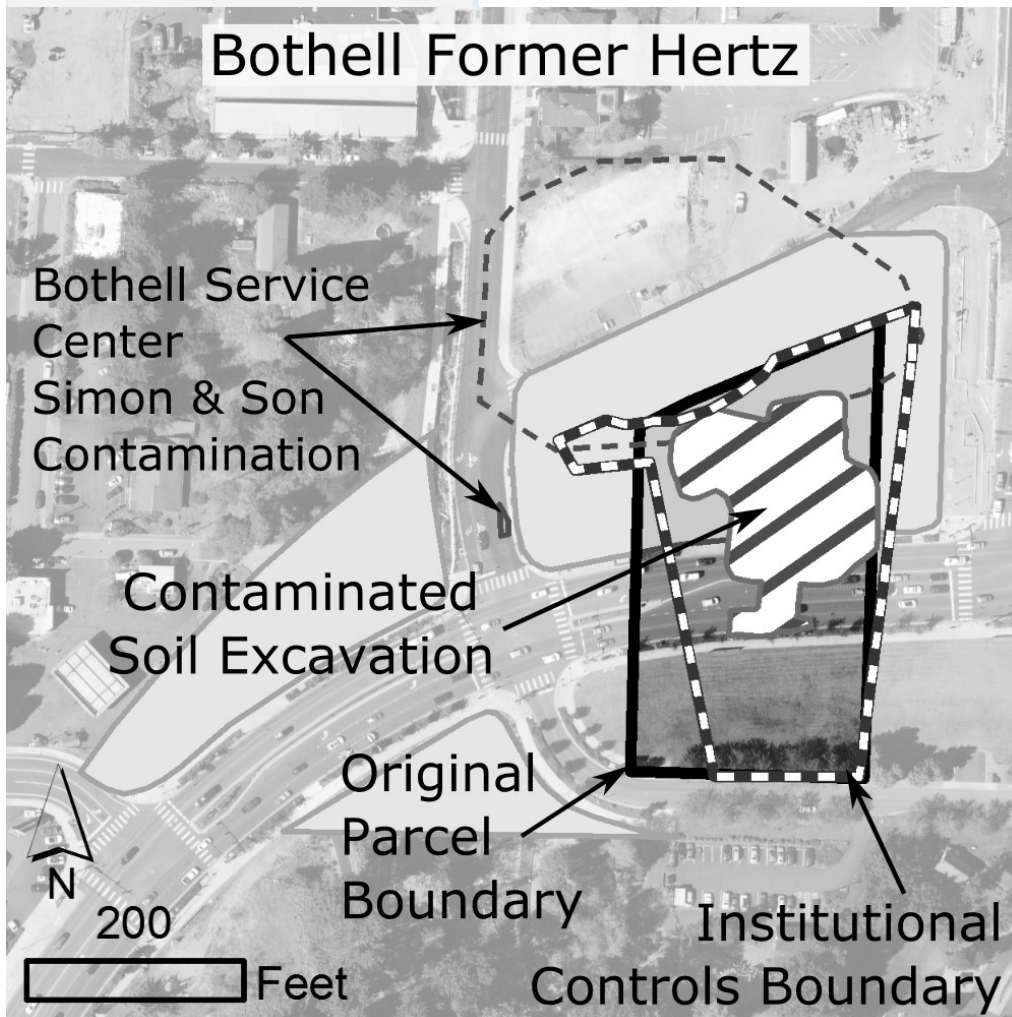 Bothell Former Hertz
Bothell Service
Center
Simon & Son
Contamination
Contaminated
Soil Excavation
Original
Parcel
Boundary
Institutional
Controls Boundary
N
200
Feet